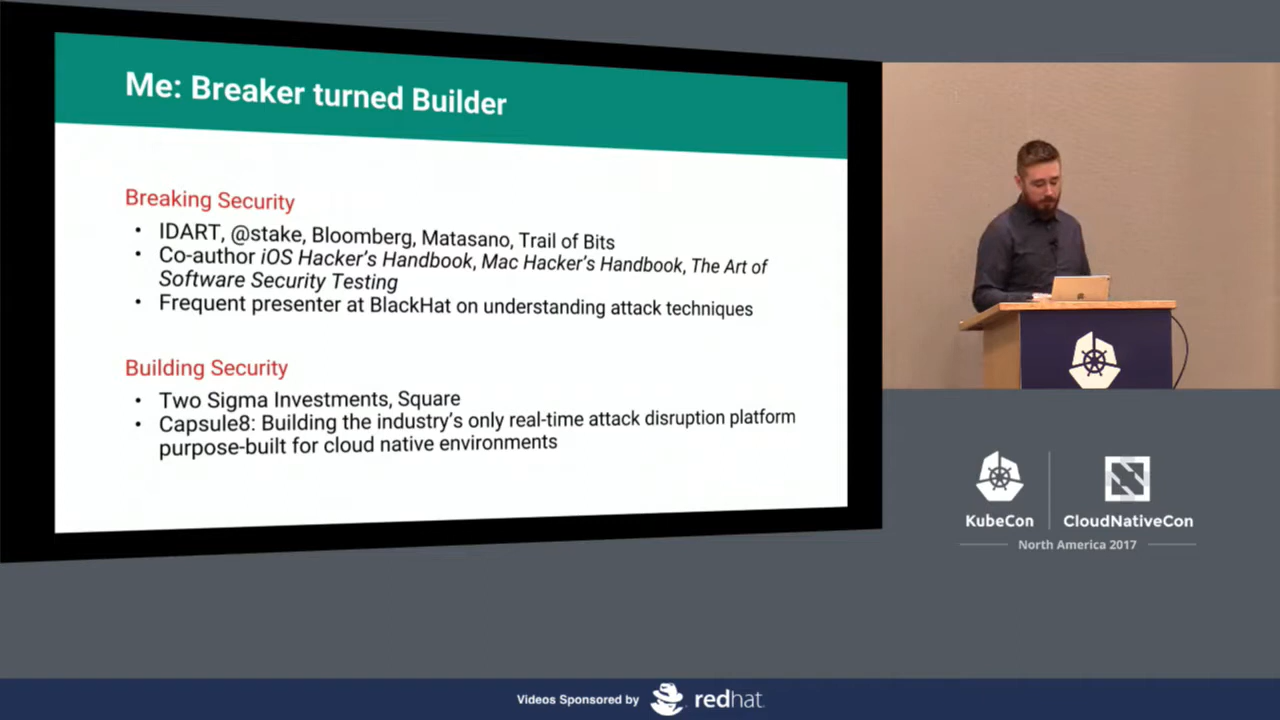 Me: Breaker turned Builder
Breaking Security
• IDART, @stake, Bloomberg, Matasano, Trail of Bits
• Co-author iOS Hacker's Handbook, Mac Hacker's Handbook, The Art of
Software Security Testing
• Frequent presenter at BlackHat on understanding attack techniques
Building Security
• Two Sigma Investments, Square
• Capsule8: Building the industry's only real-time attack disruption platform
purpose-built for cloud native environments
KubeCon
CloudNativeCon
North America 2017
Videos Sponsored by redhat.